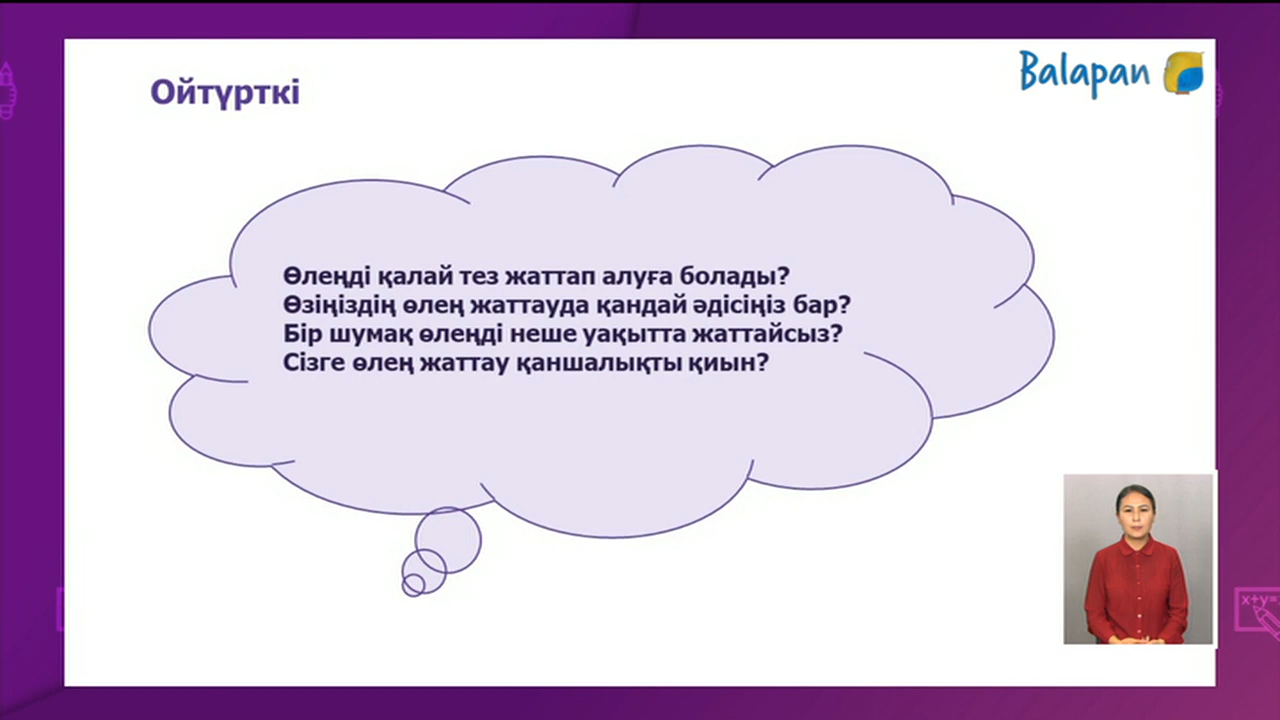 Ойтүрткі
Balapan
Өлеңді қалай тез жаттап алуға болады?
Өзіңіздің өлең жаттауда қандай әдісіңіз бар?
Бір шумақ өлеңді неше уақытта жаттайсыз?
Сізге өлең жаттау қаншалықты қиын?
x+y=